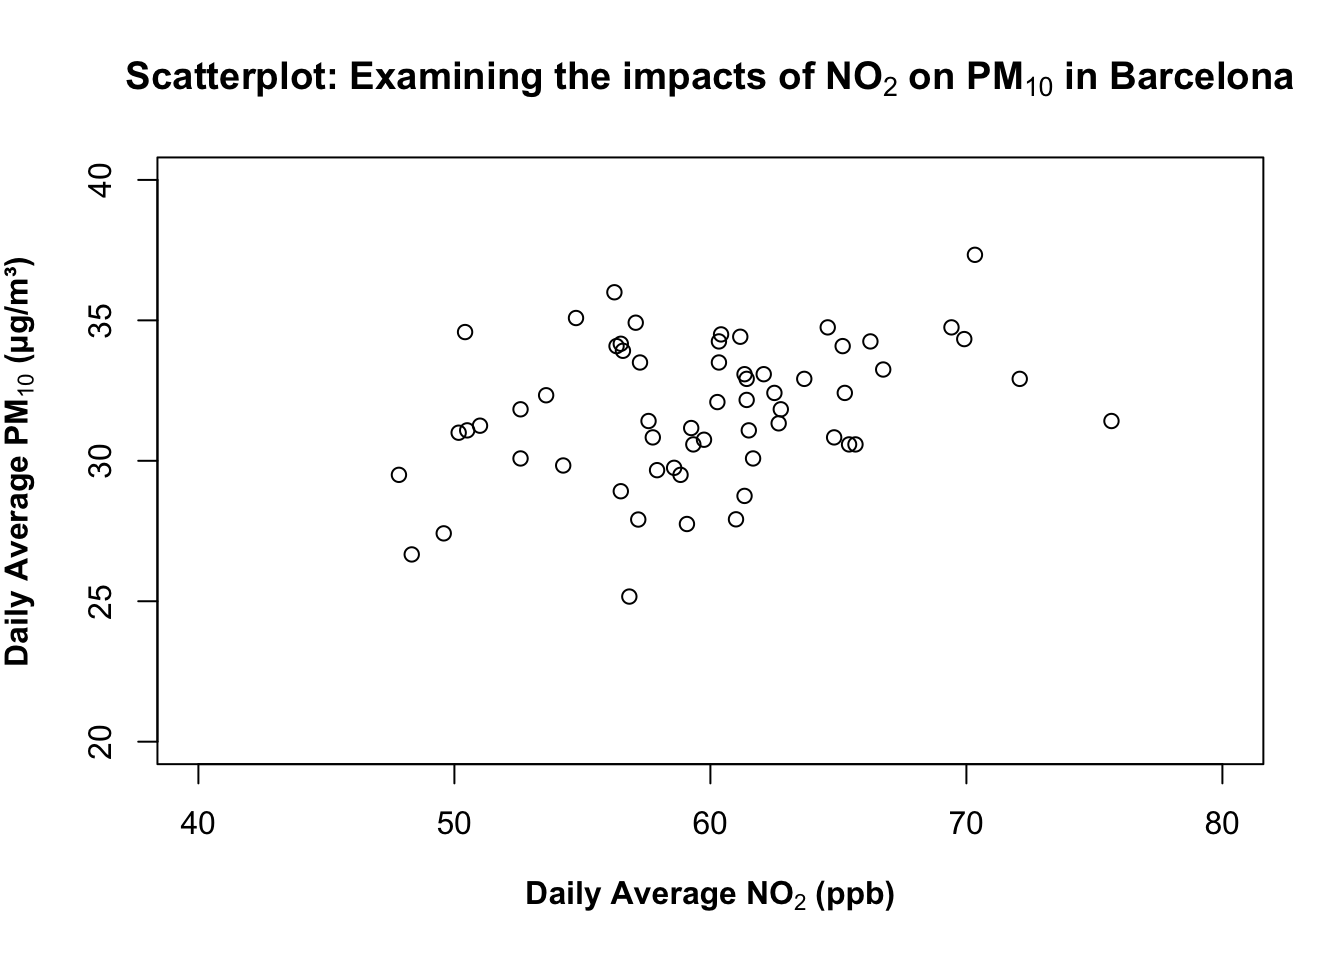 Scatterplot: Examining the impacts of NO₂ on PM₁₀ in Barcelona
Daily Average PM₁₀ (µg/m³)
40
35
30
25
20
40 50 60 70 80
Daily Average NO₂ (ppb)